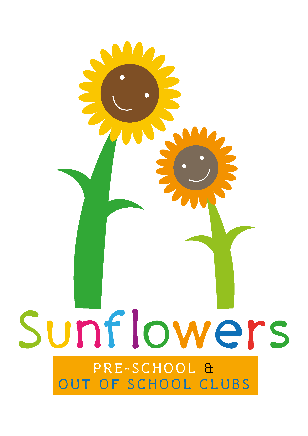 Sunflowers
PRE-SCHOOL &
OUT OF SCHOOL CLUBS